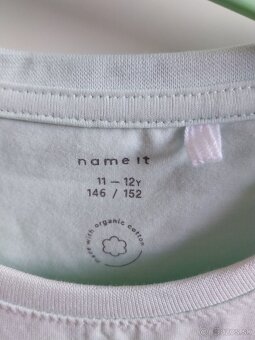 name it
11 — 12Y
146 / 152
made with organic cotton